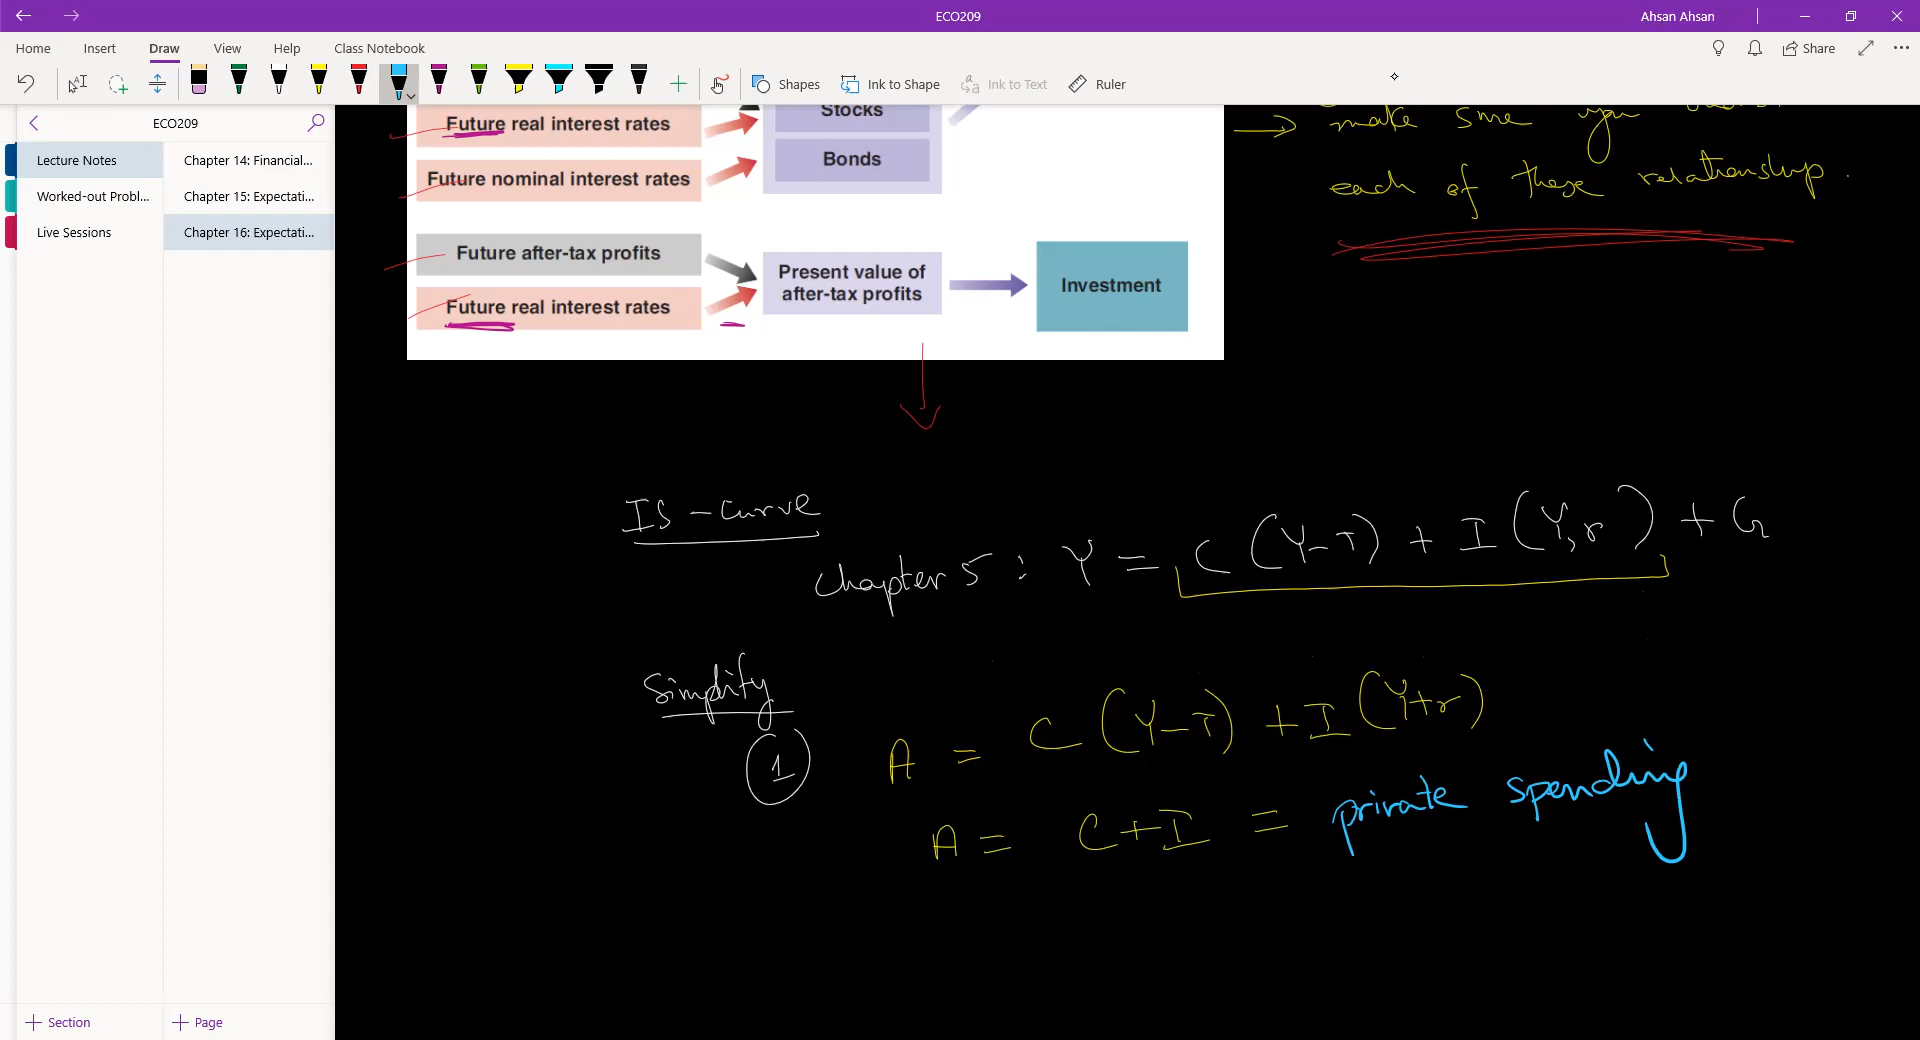 ECO209
Ahsan Ahsan
Home Insert Draw View Help Class Notebook
Share
Shapes Ink to Shape Ink to Text Ruler
ECO209
Lecture Notes
Worked-out Probl...
Live Sessions
Chapter 14: Financial...
Chapter 15: Expectati...
Chapter 16: Expectati...
Section
Page
Stocks
Future real interest rates
Bonds
Future nominal interest rates
Future after-tax profits
Present value of
after-tax profits
Investment
Future real interest rates
→ make sure you
each of these relationship.
IS-Curve
Chapter 5: Y = C(Y-T) + I(Y,r) + G
Simplify
1
A = C(Y-T) + I(Y+r)
A = C+I = private spending